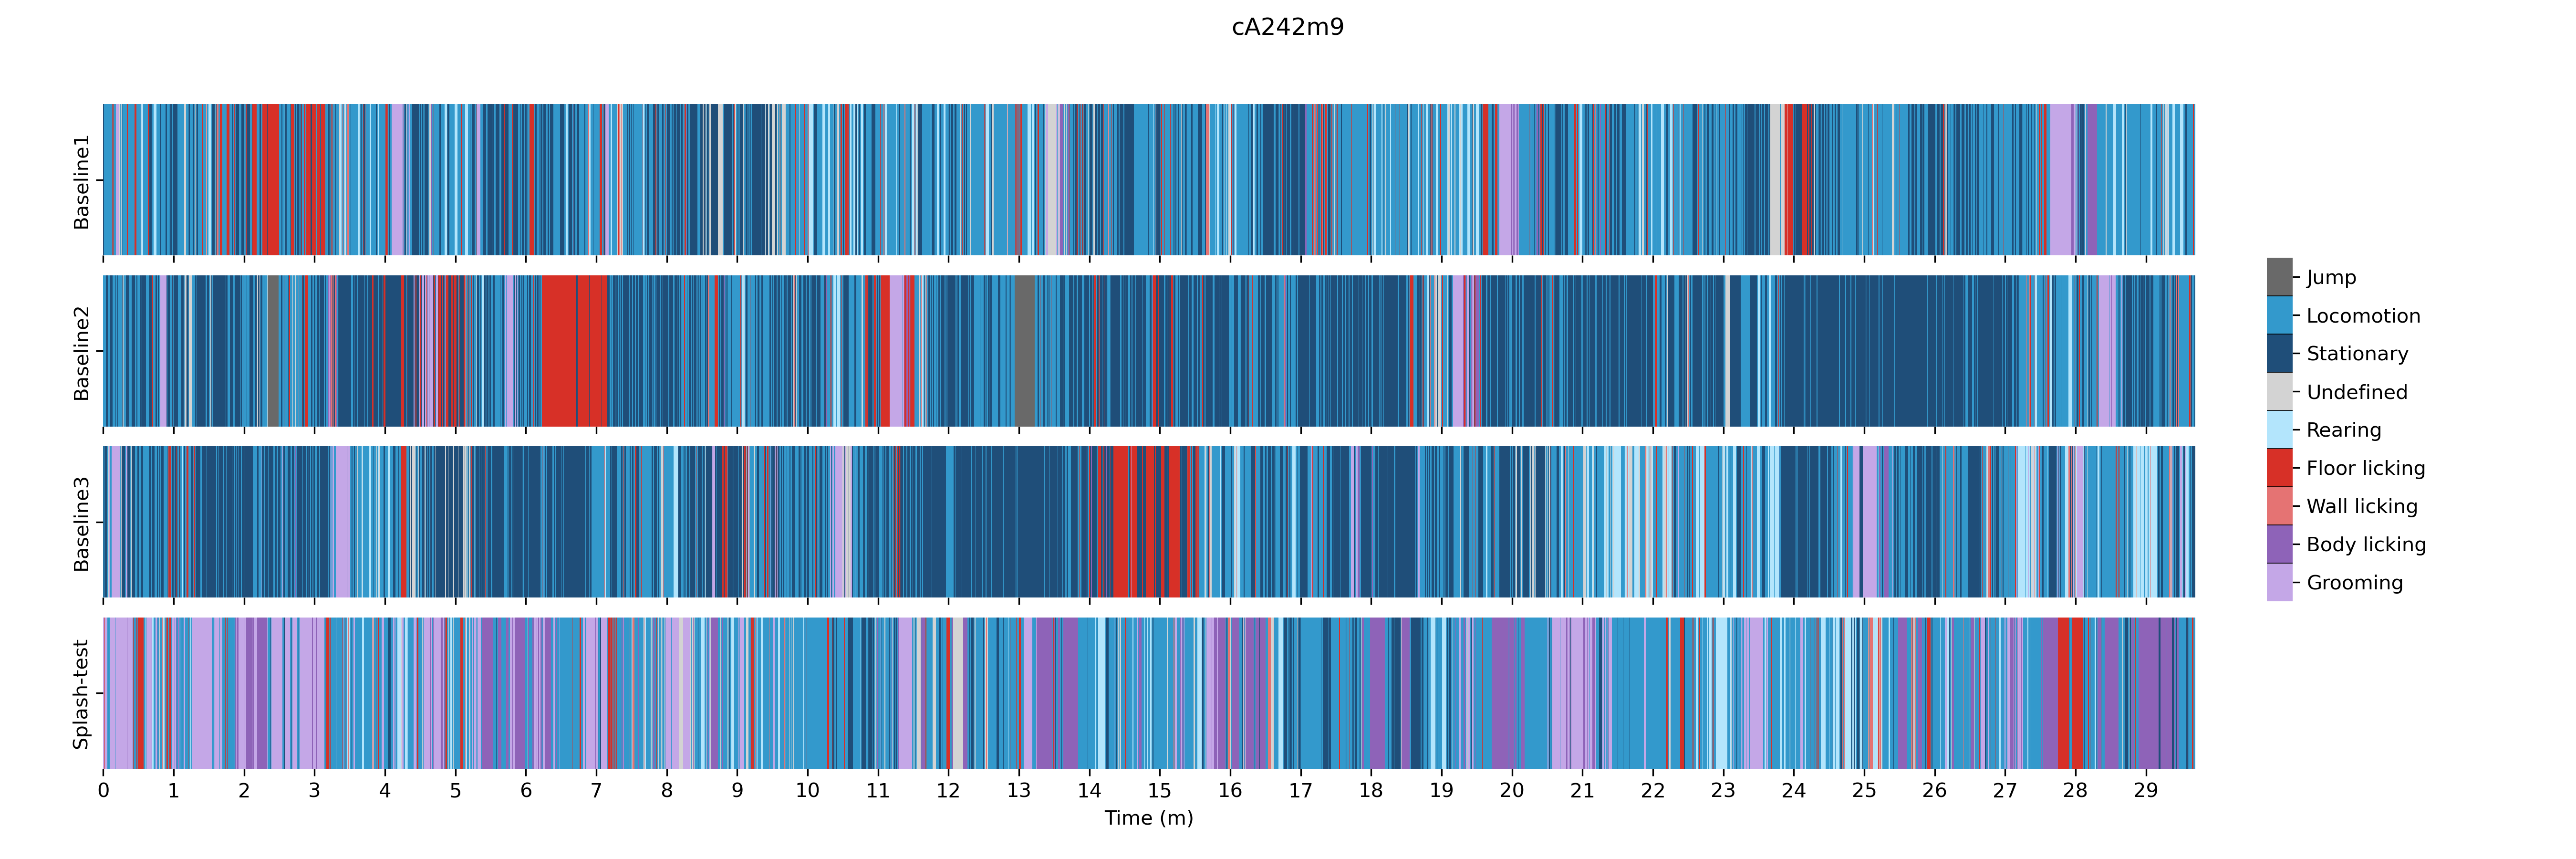 cA242m9
Baseline1
Baseline2
Baseline3
Splash-test
0 1 2 3 4 5 6 7 8 9 10 11 12 13 14 15 16 17 18 19 20 21 22 23 24 25 26 27 28 29
Time (m)
Jump
Locomotion
Stationary
Undefined
Rearing
Floor licking
Wall licking
Body licking
Grooming